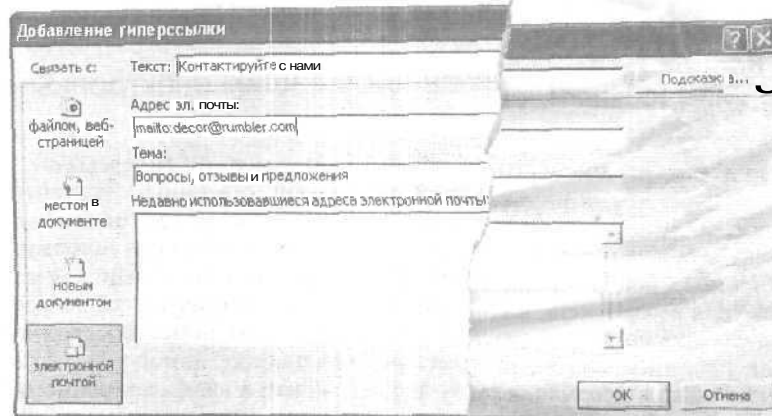 Добавление гиперссылки
Связать с:
Текст: Контактируйте с нами
Подсказка...
Адрес эл. почты:
файлом, веб-
страницей
mailto:decor@rumbler.com
Тема:
Вопросы, отзывы и предложения
местом в
документе
Недавно использовавшиеся адреса электронной почты:
новым
документом
электронной
почтой
OK
Отмена